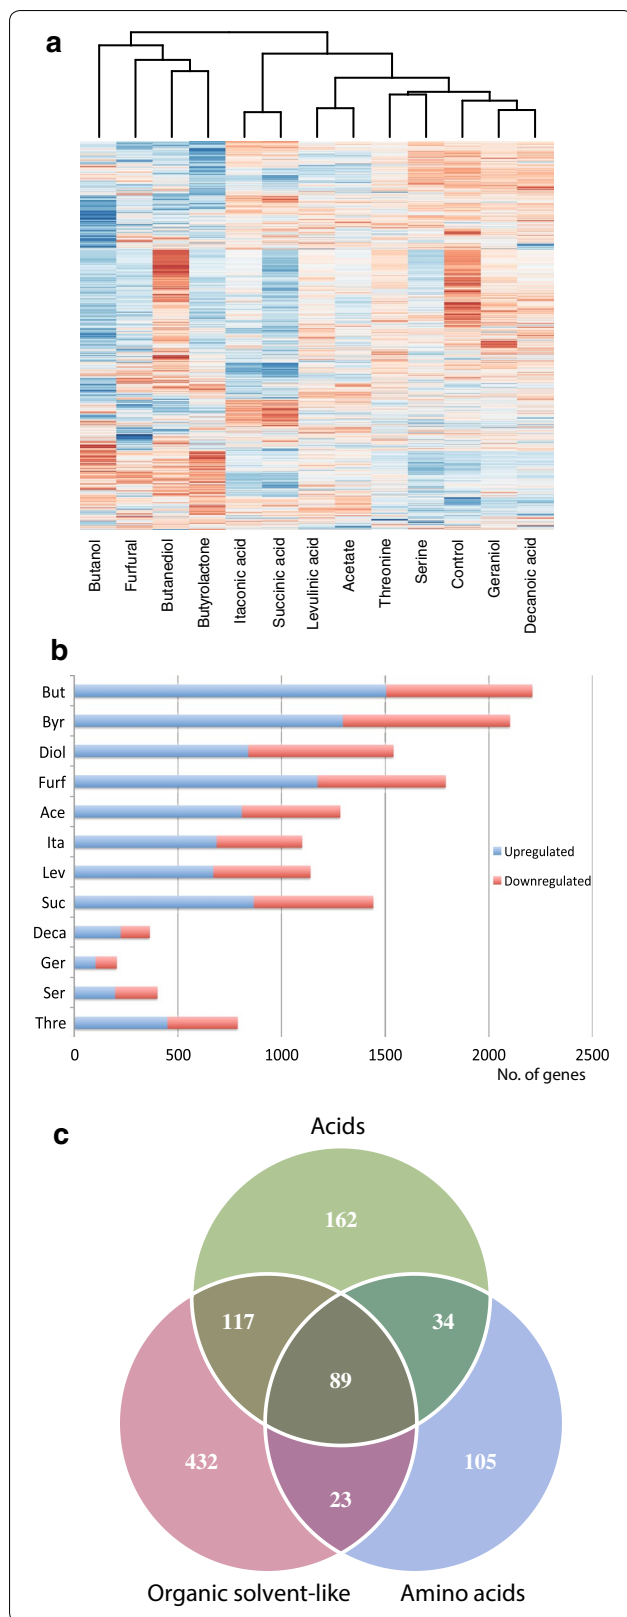 a
Butanol
Furfural
Butanediol
Butyrolactone
Itaconic acid
Succinic acid
Levulinic acid
Acetate
Threonine
Serine
Control
Geraniol
Decanoic acid
b
But
Byr
Diol
Furf
Ace
Ita
Lev
Suc
Deca
Ger
Ser
Thre
Upregulated
Downregulated
0 500 1000 1500 2000 2500
No. of genes
c
Acids
162
117
34
89
432
105
23
Organic solvent-like
Amino acids